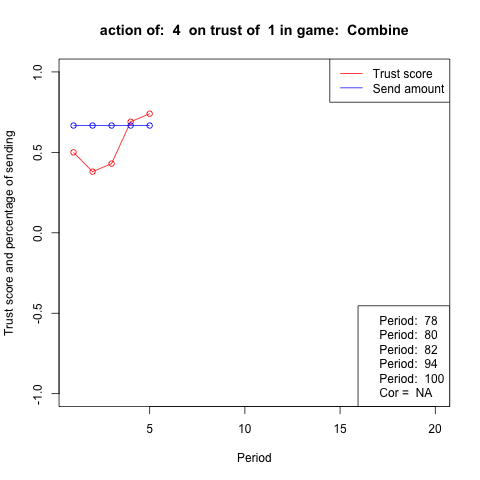 action of:  4  on trust of  1 in game:  Combine
Trust score
Send amount
Trust score and percentage of sending
1.0
0.5
0.0
-0.5
-1.0
Period:  78
Period:  80
Period:  82
Period:  94
Period:  100
Cor =  NA
5 10 15 20
Period